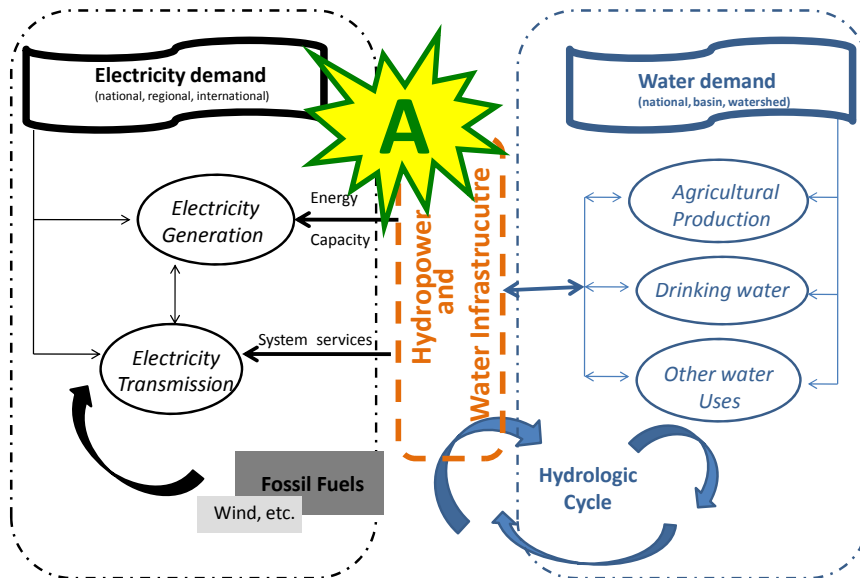 Electricity demand
(national, regional, international)
A
Water demand
(national, basin, watershed)
Electricity
Generation
Energy
Capacity
Hydropower
and
Water Infrastrucutre
Agricultural
Production
Drinking water
System services
Electricity
Transmission
Other water
Uses
Fossil Fuels
Wind, etc.
Hydrologic
Cycle